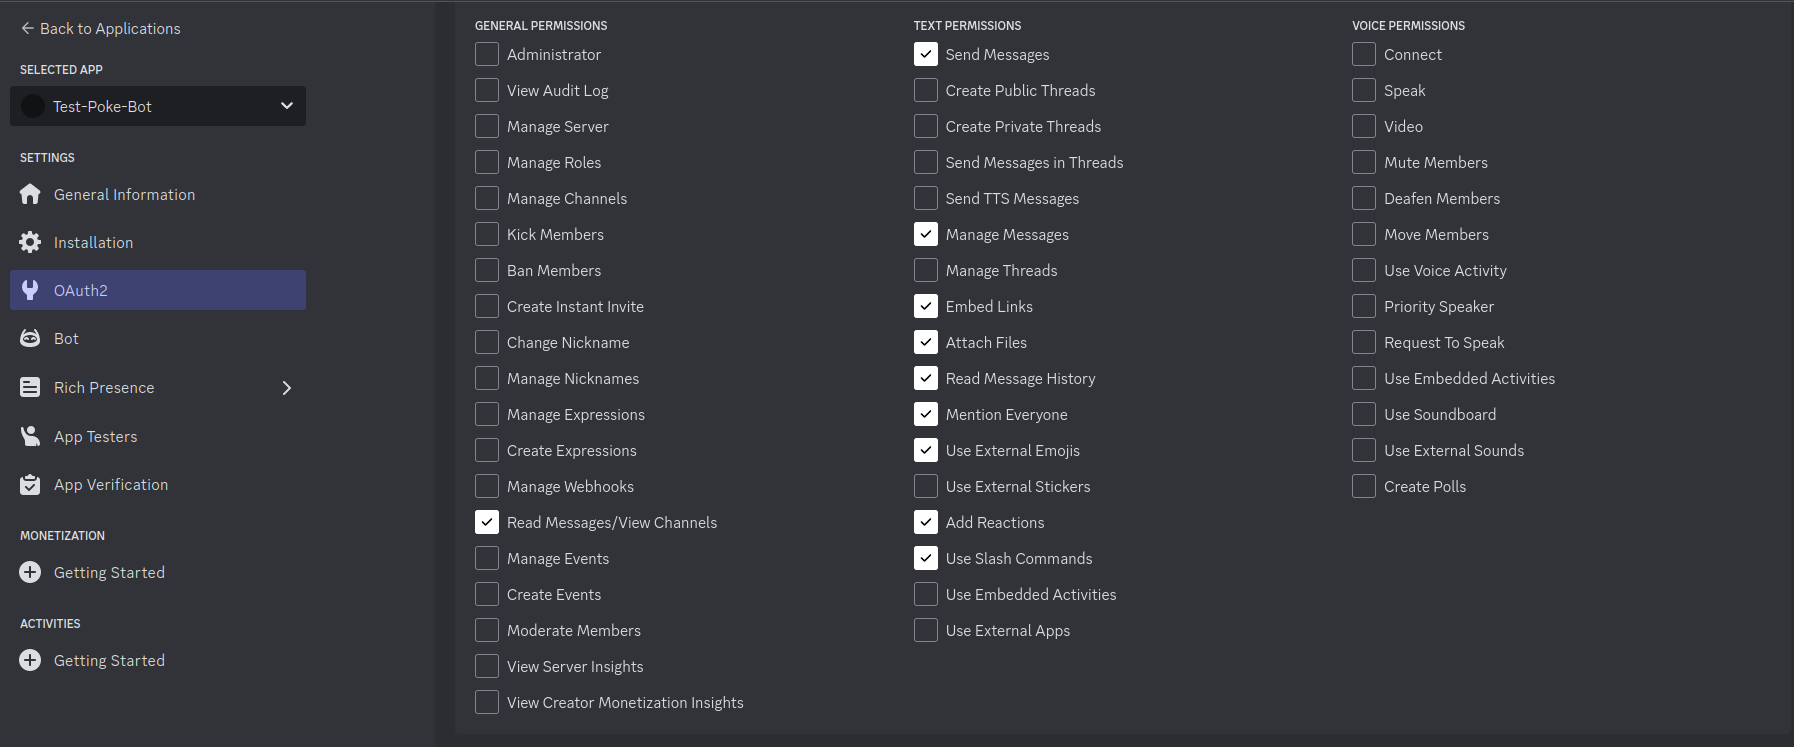 Back to Applications
SELECTED APP
Test-Poke-Bot
SETTINGS
General Information
Installation
OAuth2
Bot
Rich Presence
App Testers
App Verification
MONETIZATION
Getting Started
ACTIVITIES
Getting Started
GENERAL PERMISSIONS
Administrator
View Audit Log
Manage Server
Manage Roles
Manage Channels
Kick Members
Ban Members
Create Instant Invite
Change Nickname
Manage Nicknames
Manage Expressions
Create Expressions
Manage Webhooks
Read Messages/View Channels
Manage Events
Create Events
Moderate Members
View Server Insights
View Creator Monetization Insights
TEXT PERMISSIONS
Send Messages
Create Public Threads
Create Private Threads
Send Messages in Threads
Send TTS Messages
Manage Messages
Manage Threads
Embed Links
Attach Files
Read Message History
Mention Everyone
Use External Emojis
Use External Stickers
Add Reactions
Use Slash Commands
Use Embedded Activities
Use External Apps
VOICE PERMISSIONS
Connect
Speak
Video
Mute Members
Deafen Members
Move Members
Use Voice Activity
Priority Speaker
Request To Speak
Use Embedded Activities
Use Soundboard
Use External Sounds
Create Polls